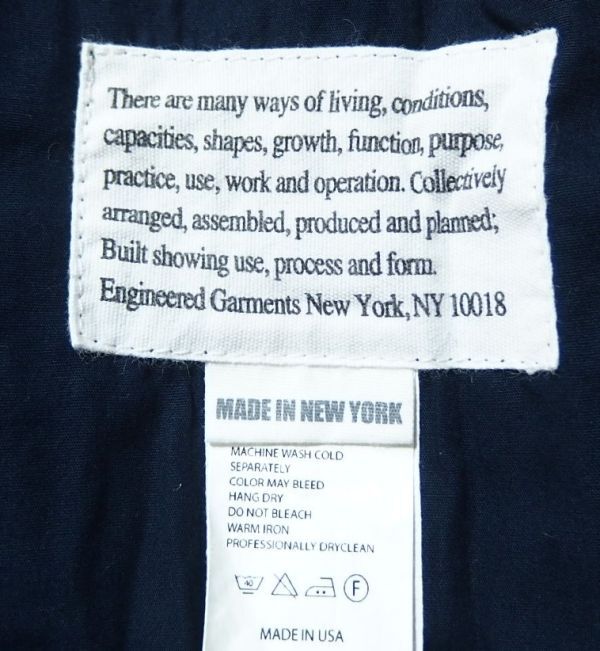 There are many ways of living, conditions,
capacities, shapes, growth, function, purpose,
practice, use, work and operation. Collectively
arranged, assembled, produced and planned;
Built showing use, process and form.
Engineered Garments New York, NY 10018
MADE IN NEW YORK
MACHINE WASH COLD
SEPARATELY
COLOR MAY BLEED
HANG DRY
DO NOT BLEACH
WARM IRON
PROFESSIONALLY DRYCLEAN
40 F
MADE IN USA